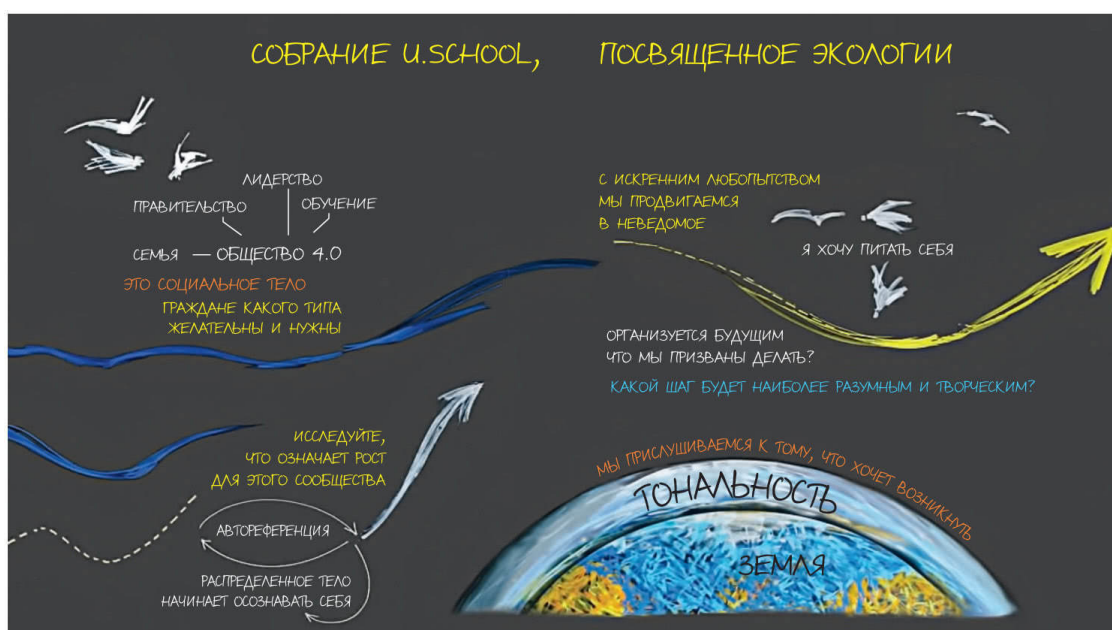 СОБРАНИЕ U.SCHOOL, ПОСВЯЩЕННОЕ ЭКОЛОГИИ
ЛИДЕРСТВО
ПРАВИТЕЛЬСТВО
ОБУЧЕНИЕ
СЕМЬЯ — ОБЩЕСТВО 4.0
ЭТО СОЦИАЛЬНОЕ ТЕЛО
ГРАЖДАНЕ КАКОГО ТИПА
ЖЕЛАТЕЛЬНЫ И НУЖНЫ
С ИСКРЕННИМ ЛЮБОПЫТСТВОМ
МЫ ПРОДВИГАЕМСЯ
В НЕВЕДОМОЕ
Я ХОЧУ ПИТАТЬ СЕБЯ
ОРГАНИЗУЕТСЯ БУДУЩИМ
ЧТО МЫ ПРИЗВАНЫ ДЕЛАТЬ?
КАКОЙ ШАГ БУДЕТ НАИБОЛЕЕ РАЗУМНЫМ И ТВОРЧЕСКИМ?
ИССЛЕДУЙТЕ,
ЧТО ОЗНАЧАЕТ РОСТ
ДЛЯ ЭТОГО СООБЩЕСТВА
АВТОРЕФЕРЕНЦИЯ
РАСПРЕДЕЛЕННОЕ ТЕЛО
НАЧИНАЕТ ОСОЗНАВАТЬ СЕБЯ
МЫ ПРИСЛУШИВАЕМСЯ К ТОМУ, ЧТО ХОЧЕТ ВОЗНИКНУТЬ
ТОНАЛЬНОСТЬ
ЗЕМЛЯ